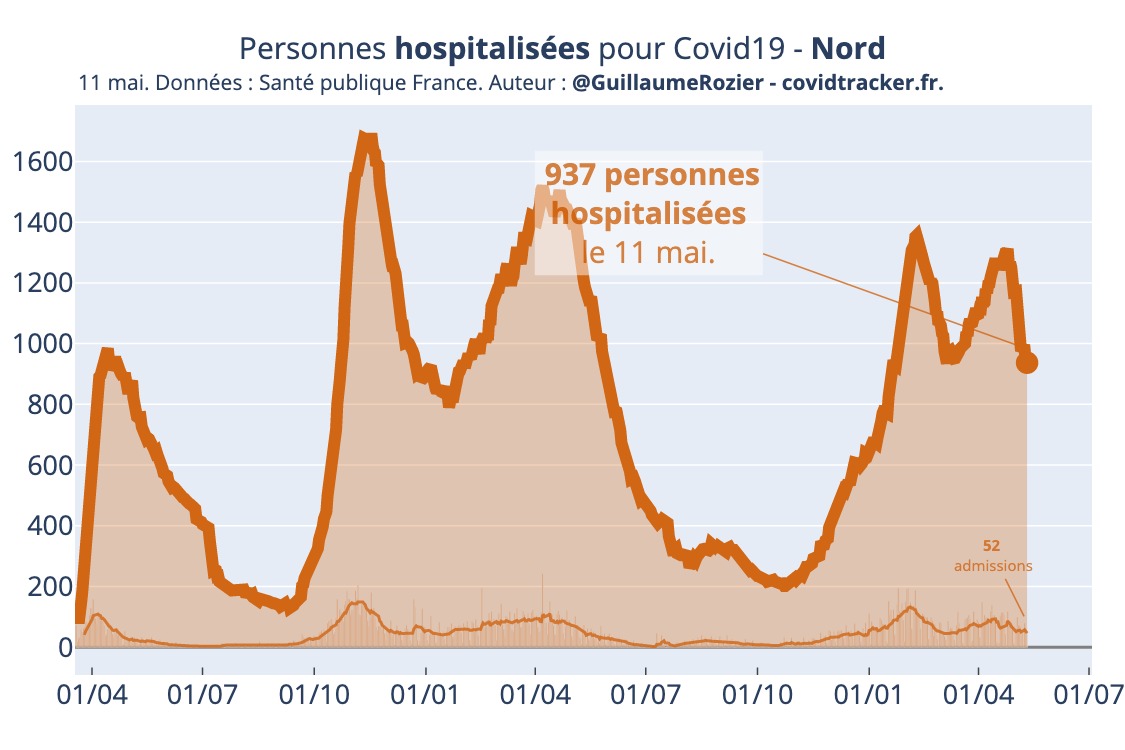 Personnes hospitalisées pour Covid19 - Nord
11 mai. Données : Santé publique France. Auteur : @GuillaumeRozier - covidtracker.fr.
1600
1400
1200
1000
800
600
400
200
0
937 personnes
hospitalisées
le 11 mai.
52
admissions
01/04 01/07 01/10 01/01 01/04 01/07 01/10 01/01 01/04 01/07